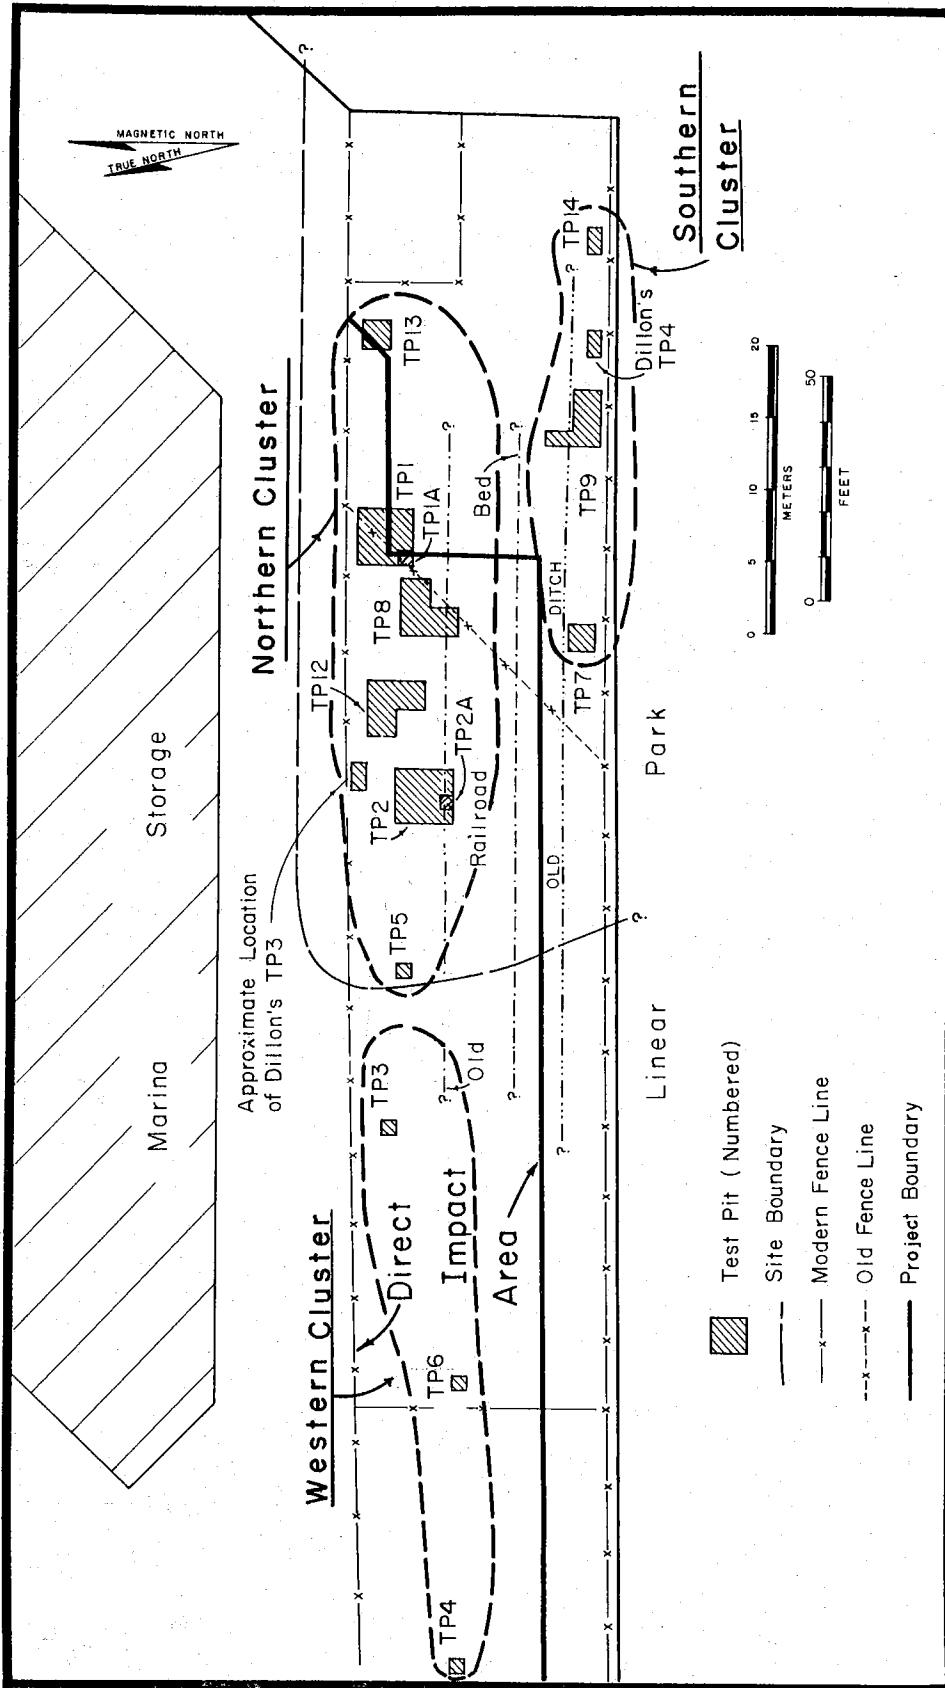 MAGNETIC NORTH
TRUE NORTH
Marina Storage
Approximate Location
of Dillon's TP3
Northern Cluster
Western Cluster
Southern
Cluster
TP4
TP6
TP3
TP5
TP2
TP2A
TP12
TP8
TP1
TP1A
TP13
Direct
Impact
Area
?
Old
Railroad
Bed
?
?
?
?
?
?
OLD
DITCH
?
TP7
TP9
Dillon's
TP4
TP14
Linear Park
Test Pit (Numbered)
Site Boundary
Modern Fence Line
Old Fence Line
Project Boundary
0 5 10 15 20
METERS
0 50
FEET